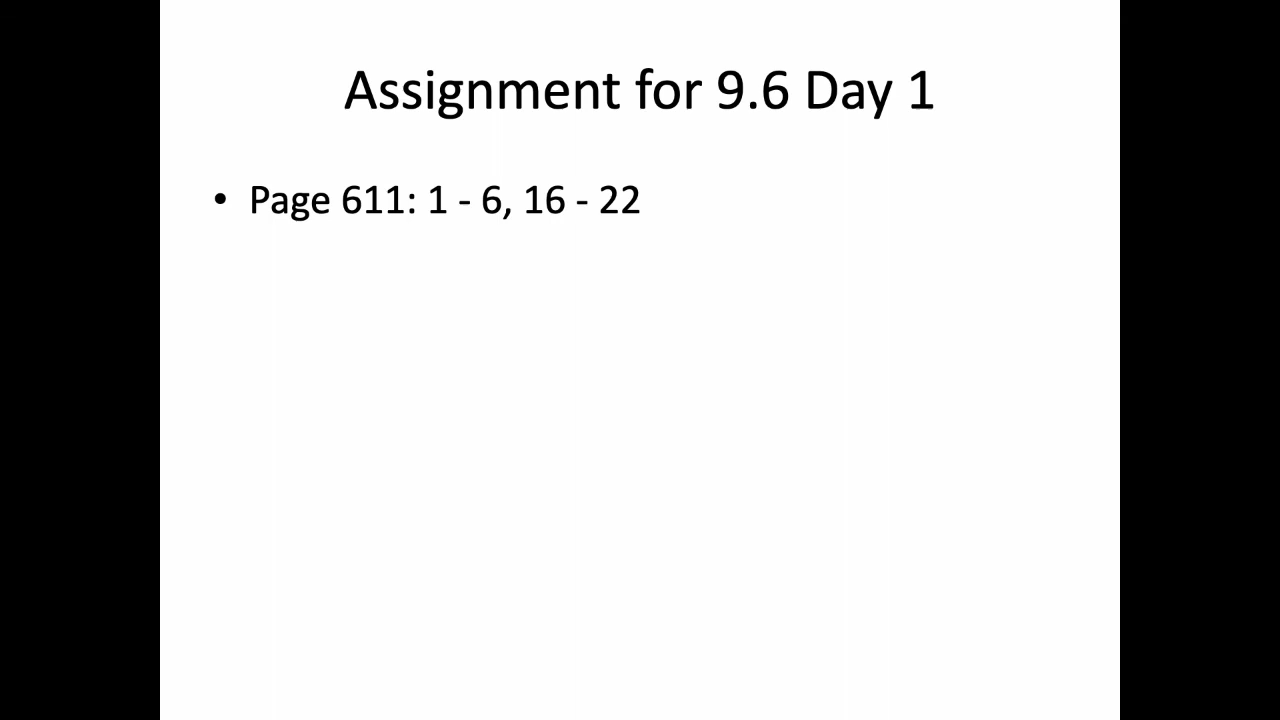 Assignment for 9.6 Day 1
• Page 611: 1 - 6, 16 - 22